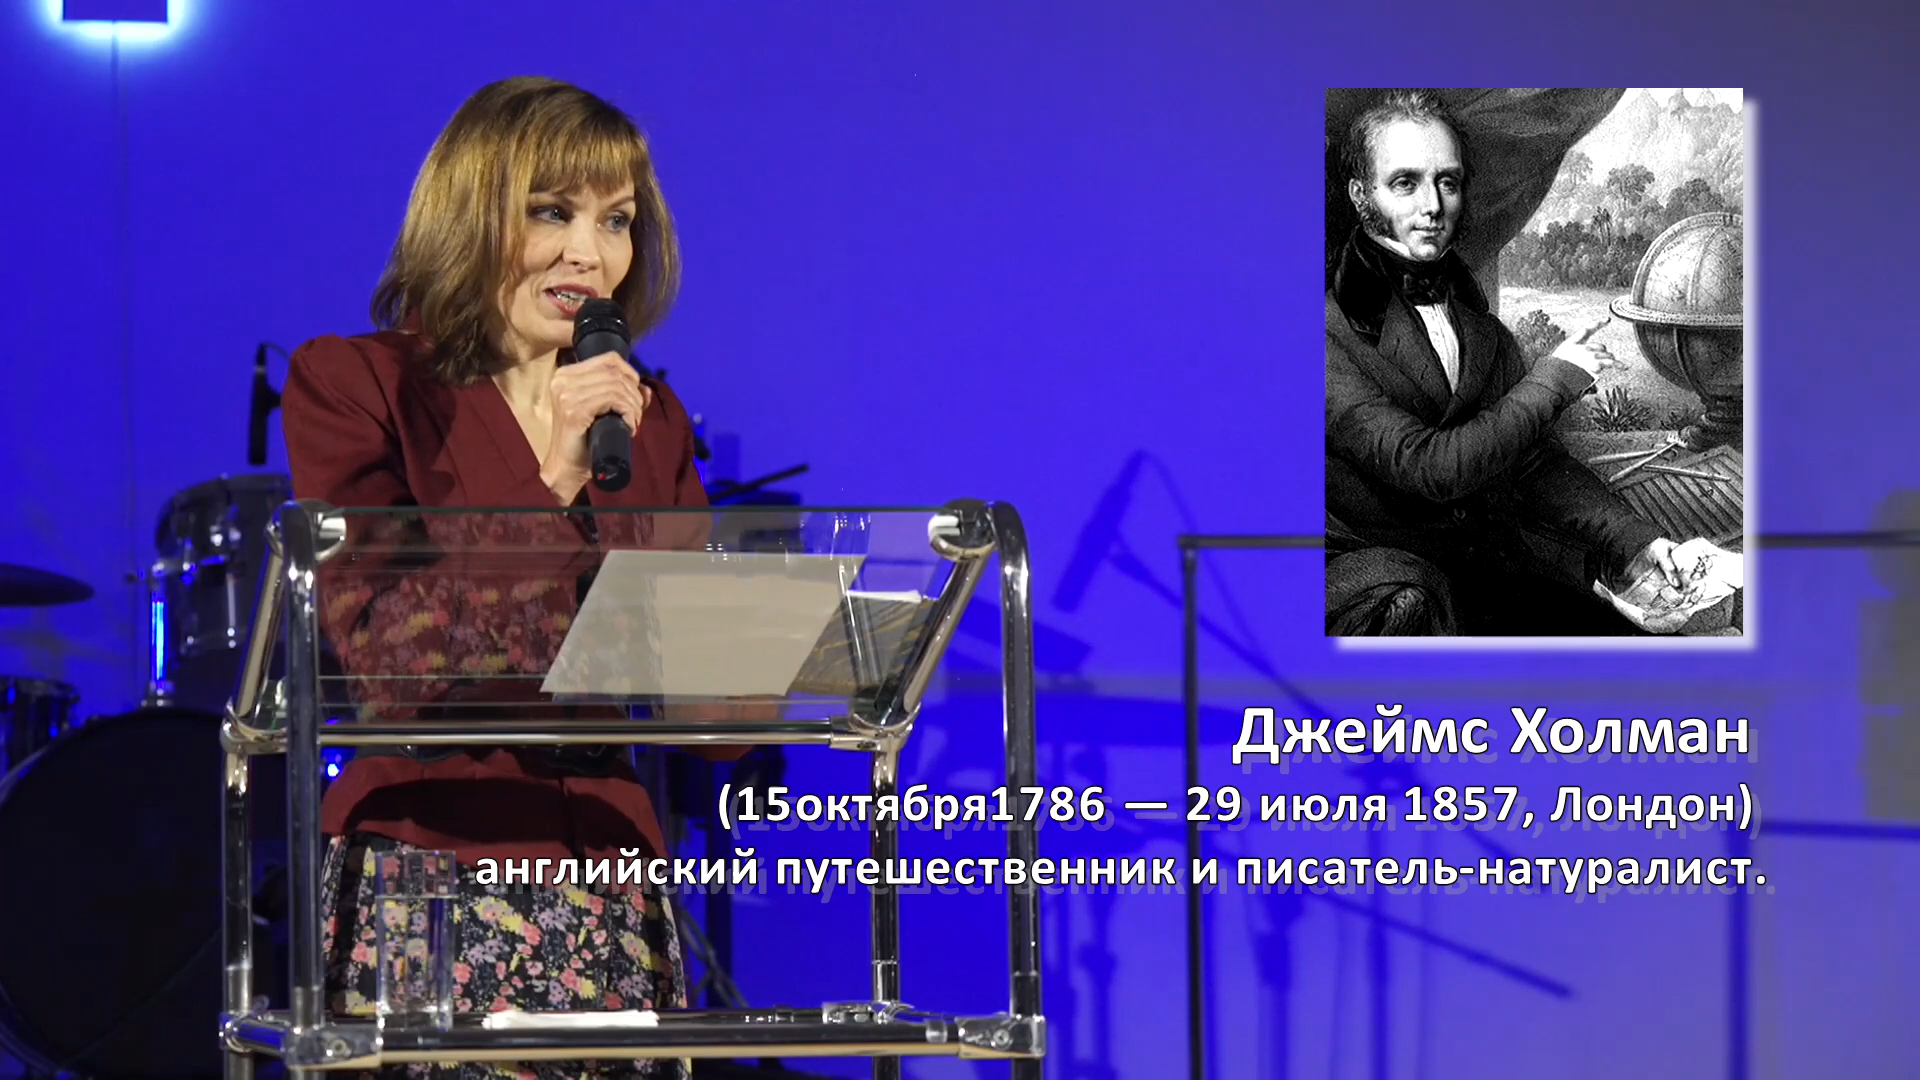 Джеймс Холман
(15октября1786 — 29 июля 1857, Лондон)
английский путешественник и писатель-натуралист.